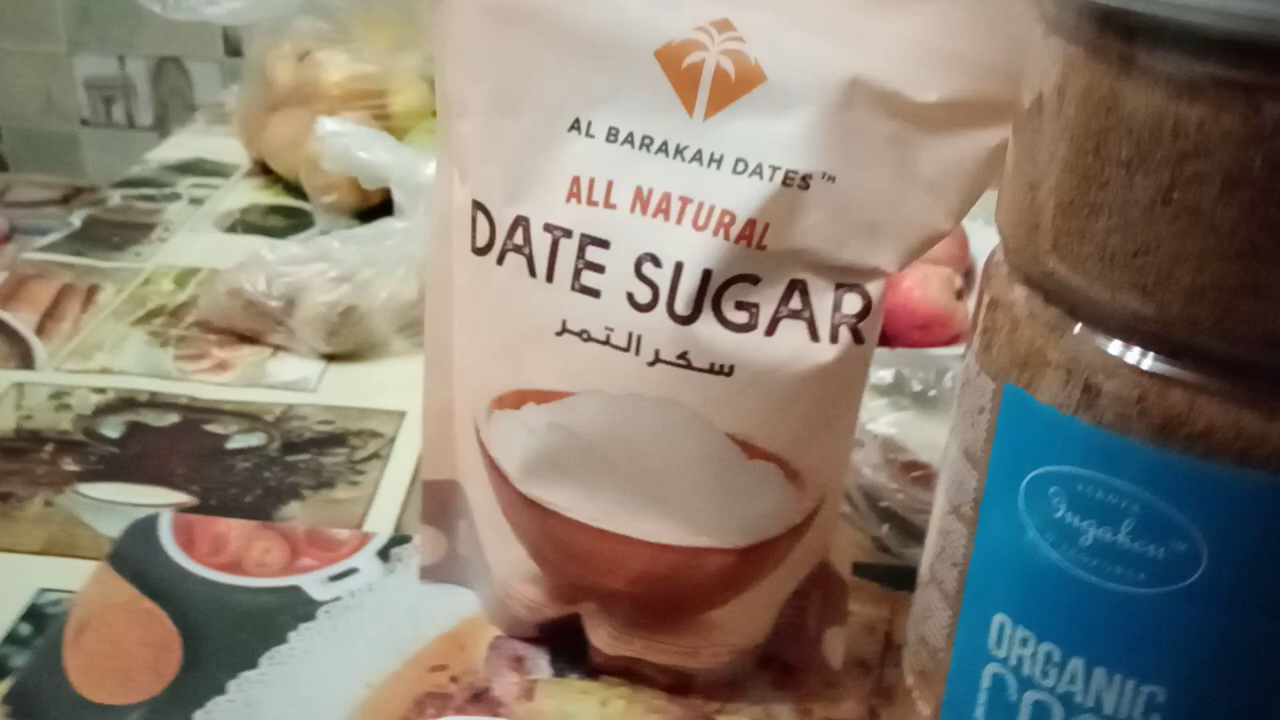 AL BARAKAH DATES™
ALL NATURAL
DATE SUGAR
سكر التمر
ORGANIC